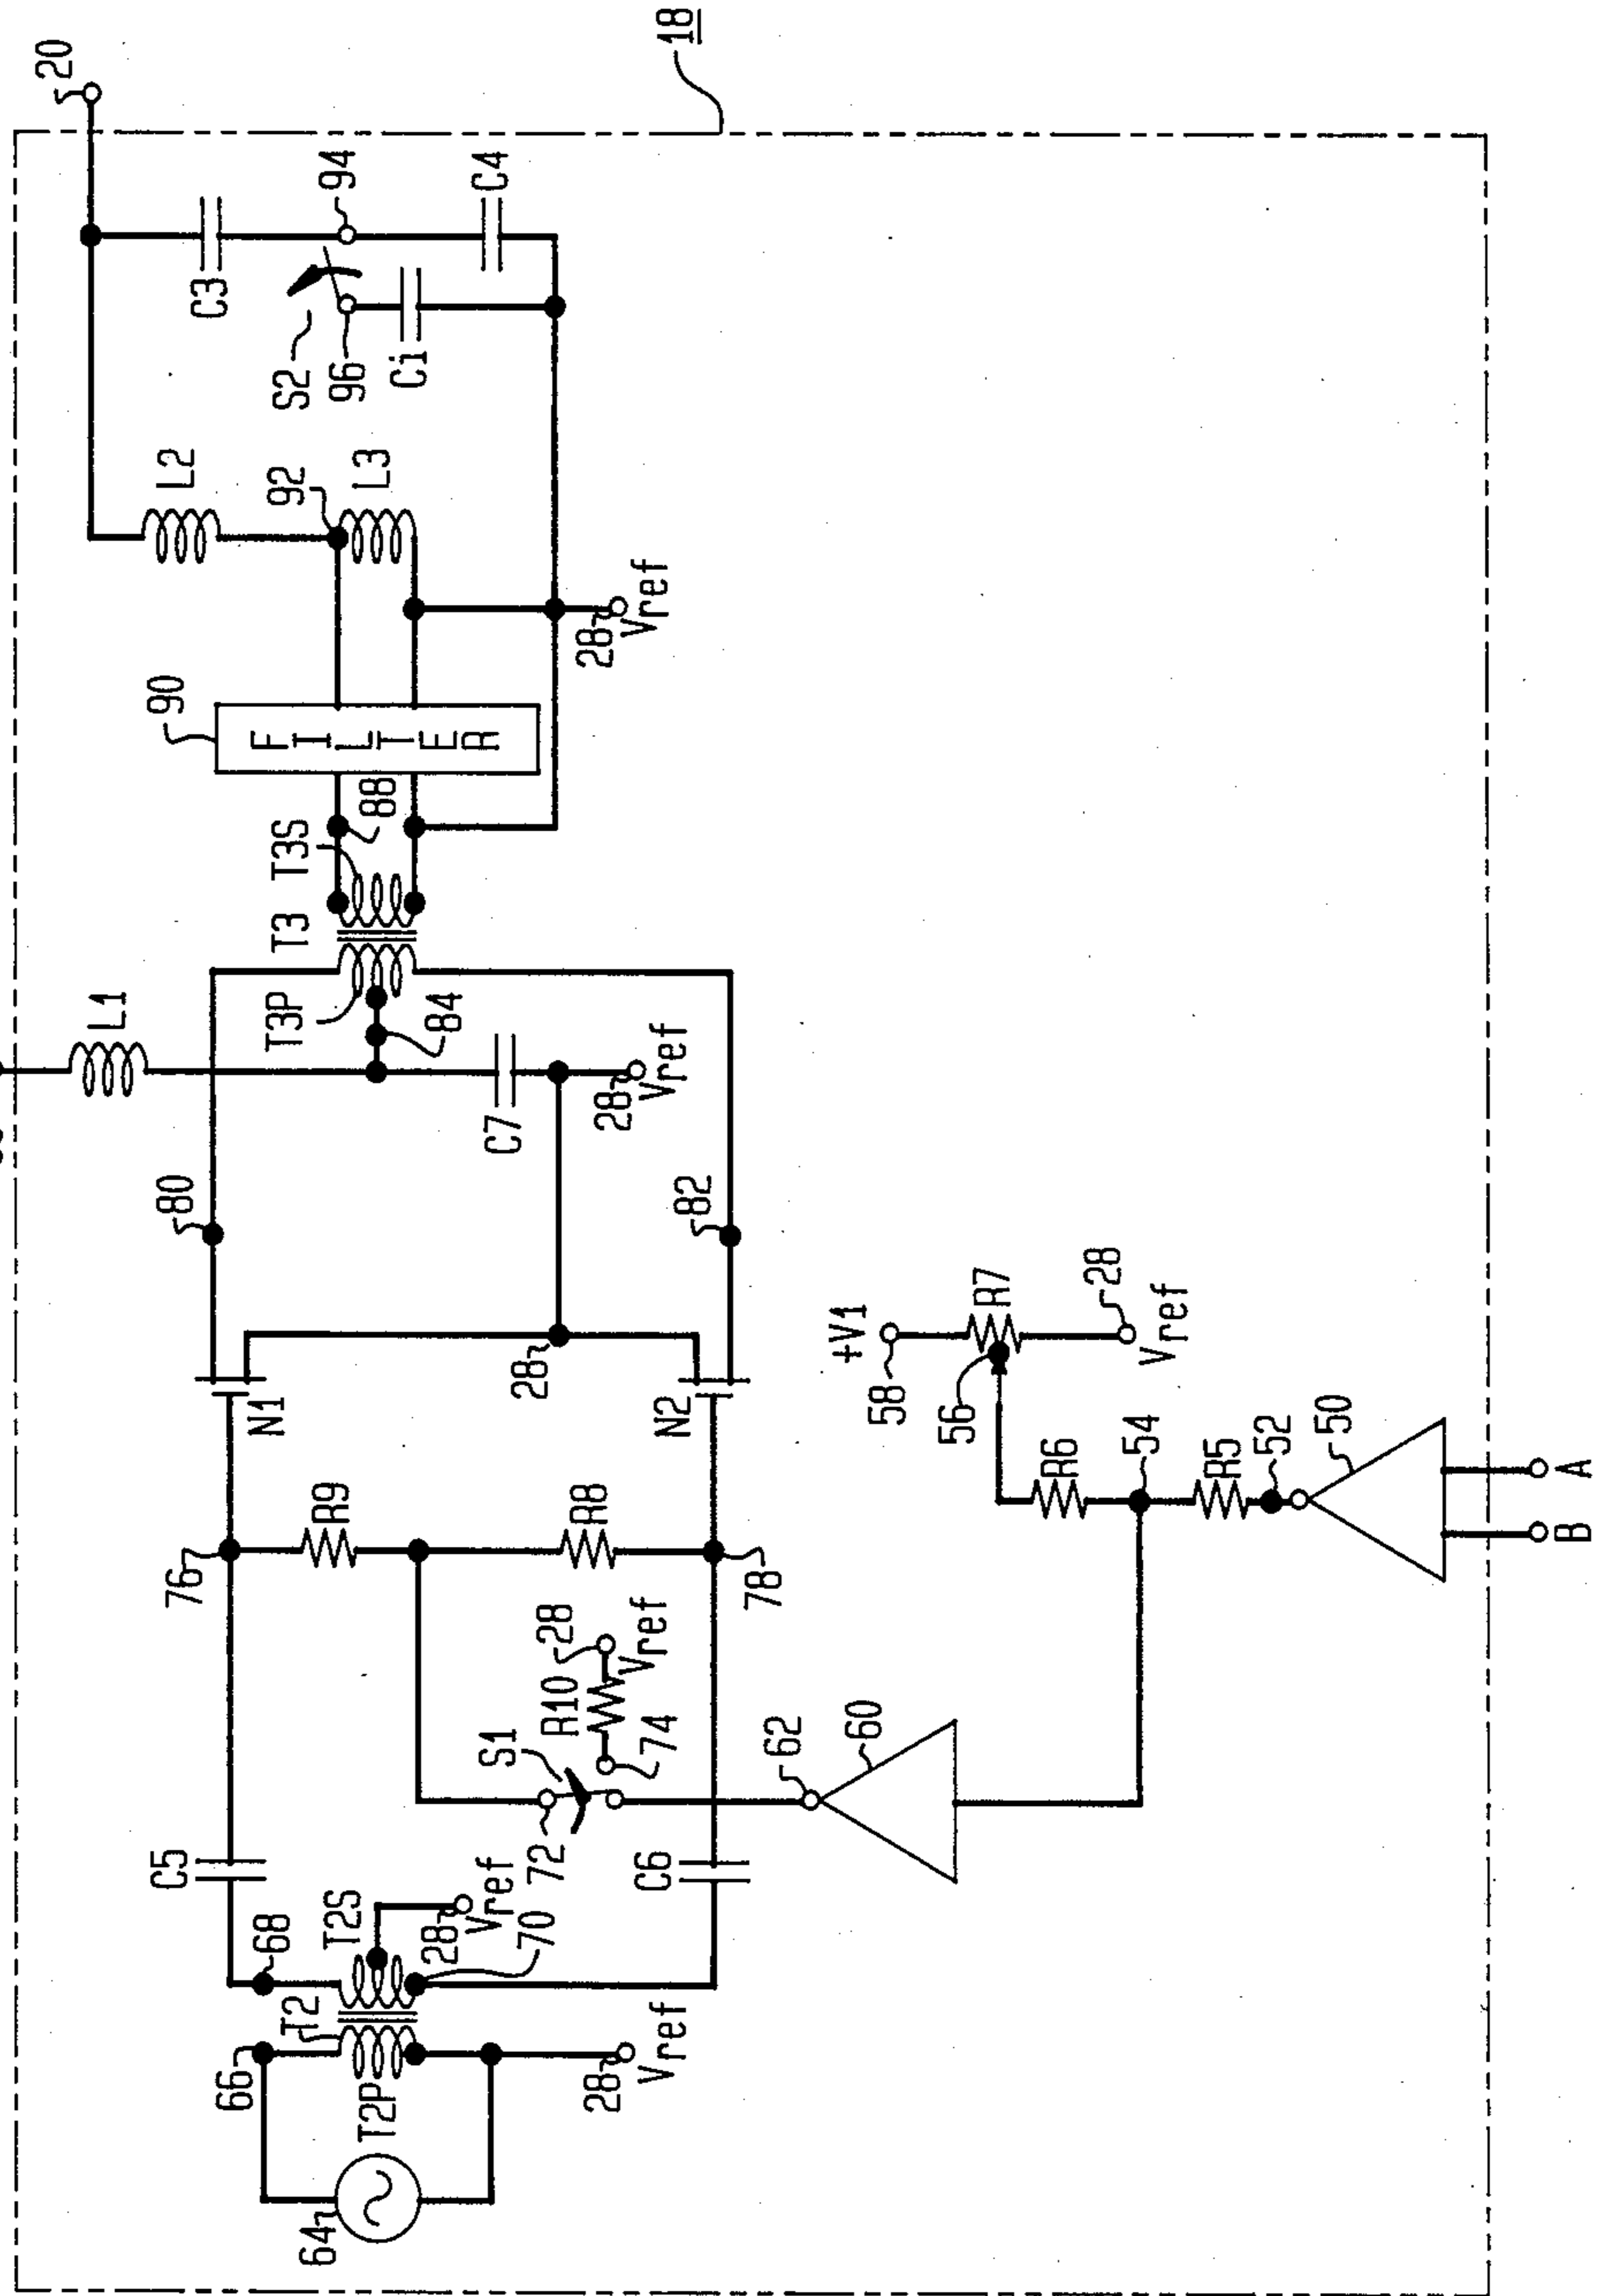 20
18
C3
94
C4
S2
96
Ci
L2
92
L3
28
Vref
90
FILTER
88
T3S
T3
T3P
84
L1
C7
28
Vref
80
82
28
N1
N2
+V1
58
R7
56
28
Vref
R6
54
R5
52
50
A
B
76
R9
R8
78
28
Vref
R10
74
S1
72
62
60
C5
C6
68
T2S
28
Vref
70
66
T2
T2P
28
Vref
64